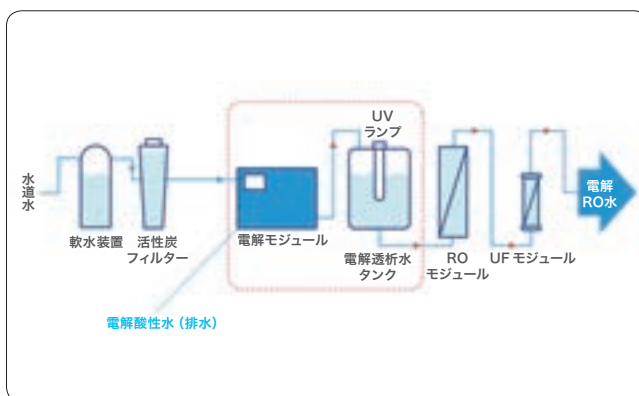 水道水
軟水装置
活性炭
フィルター
電解モジュール
UV
ランプ
電解透析水
タンク
RO
モジュール
UF モジュール
電解
RO水
電解酸性水（排水）